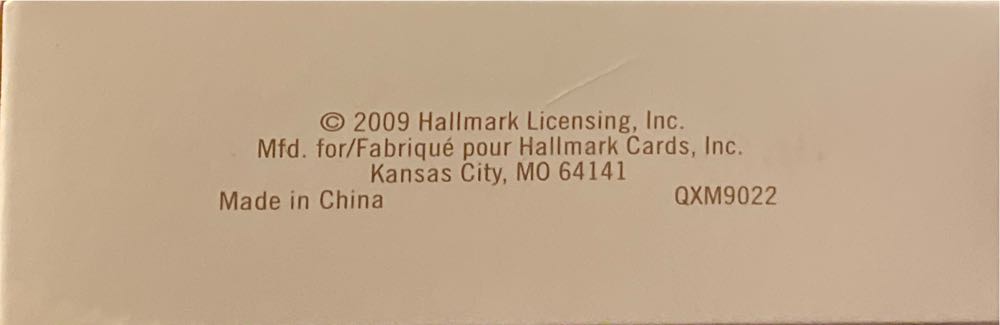 © 2009 Hallmark Licensing, Inc.
Mfd. for/Fabriqué pour Hallmark Cards, Inc.
Kansas City, MO 64141
Made in China QXM9022